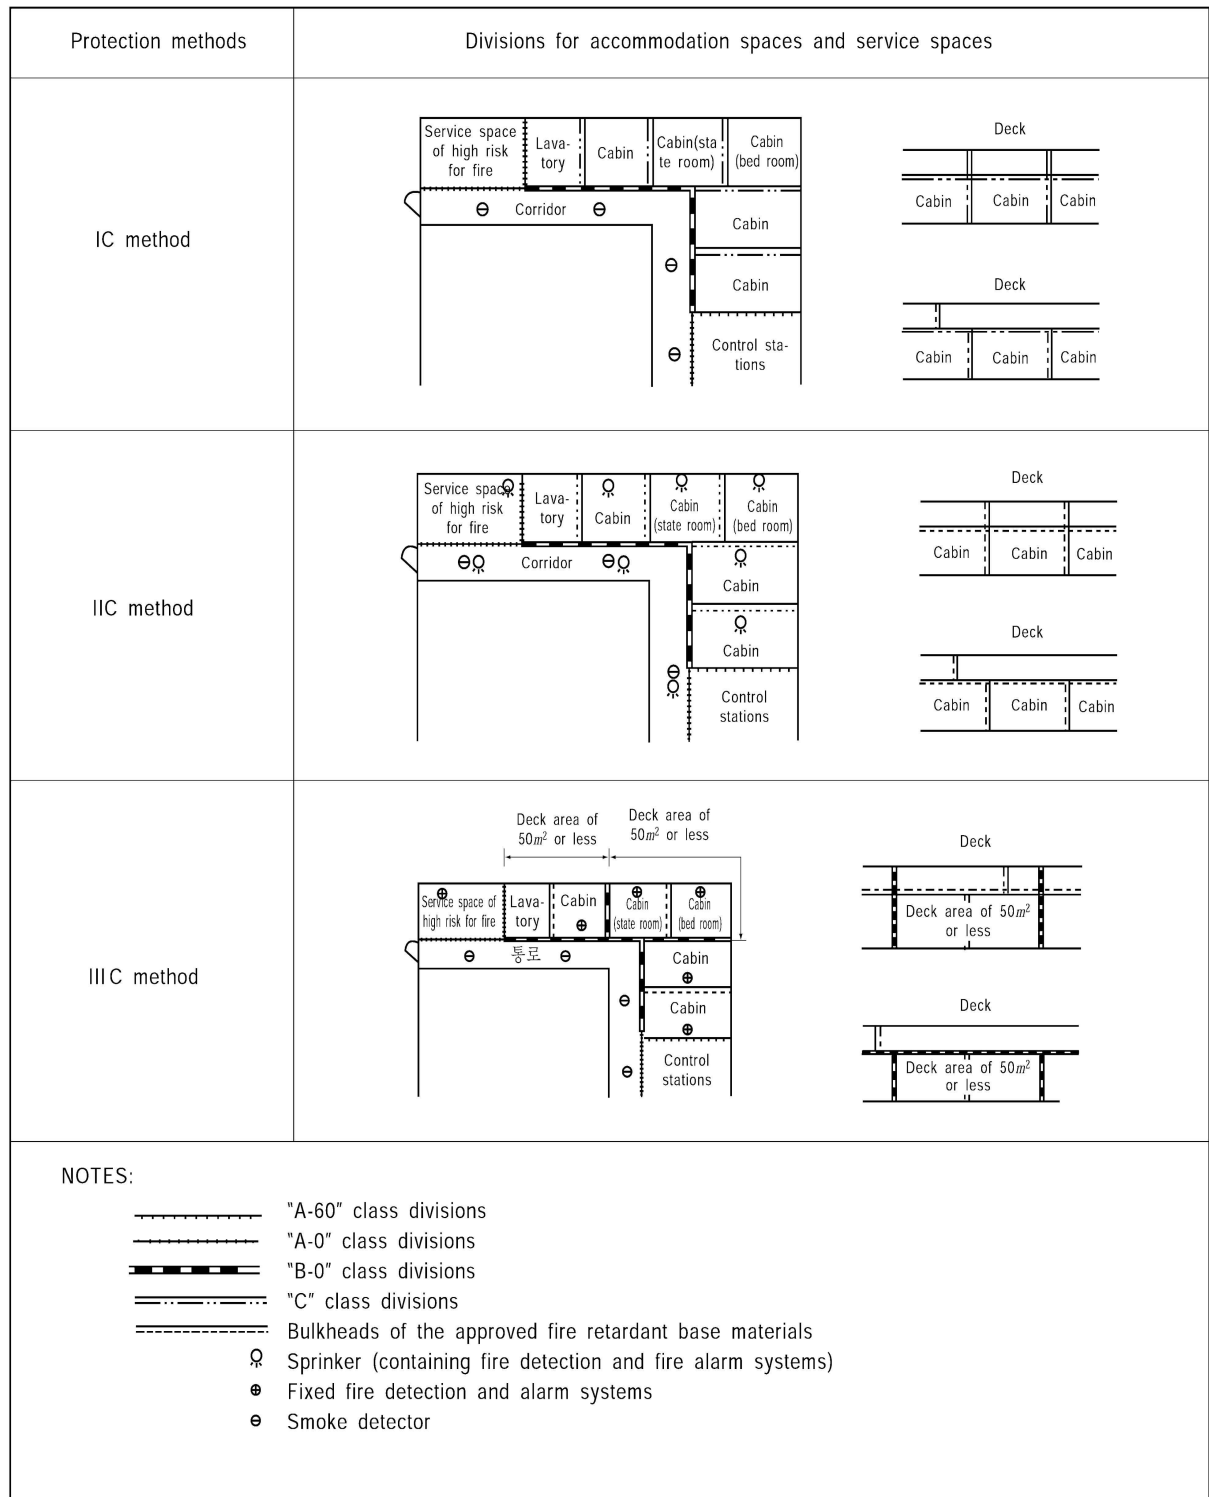 Protection methods
Divisions for accommodation spaces and service spaces
IC method
Service space
of high risk
for fire
Lava-
tory
Cabin
Cabin(sta
te room)
Cabin
(bed room)
Corridor
Cabin
Cabin
Control sta-
tions
Deck
Cabin
Cabin
Cabin
Deck
Cabin
Cabin
Cabin
IIC method
Service space
of high risk
for fire
Lava-
tory
Cabin
Cabin
(state room)
Cabin
(bed room)
Corridor
Cabin
Cabin
Control
stations
Deck
Cabin
Cabin
Cabin
Deck
Cabin
Cabin
Cabin
IIIC method
Deck area of
50m² or less
Deck area of
50m² or less
Service space of
high risk for fire
Lava-
tory
Cabin
Cabin
(state room)
Cabin
(bed room)
통로
Cabin
Cabin
Control
stations
Deck
Deck area of 50m²
or less
Deck
Deck area of 50m²
or less
NOTES:
"A-60" class divisions
"A-0" class divisions
"B-0" class divisions
"C" class divisions
Bulkheads of the approved fire retardant base materials
Sprinker (containing fire detection and fire alarm systems)
Fixed fire detection and alarm systems
Smoke detector